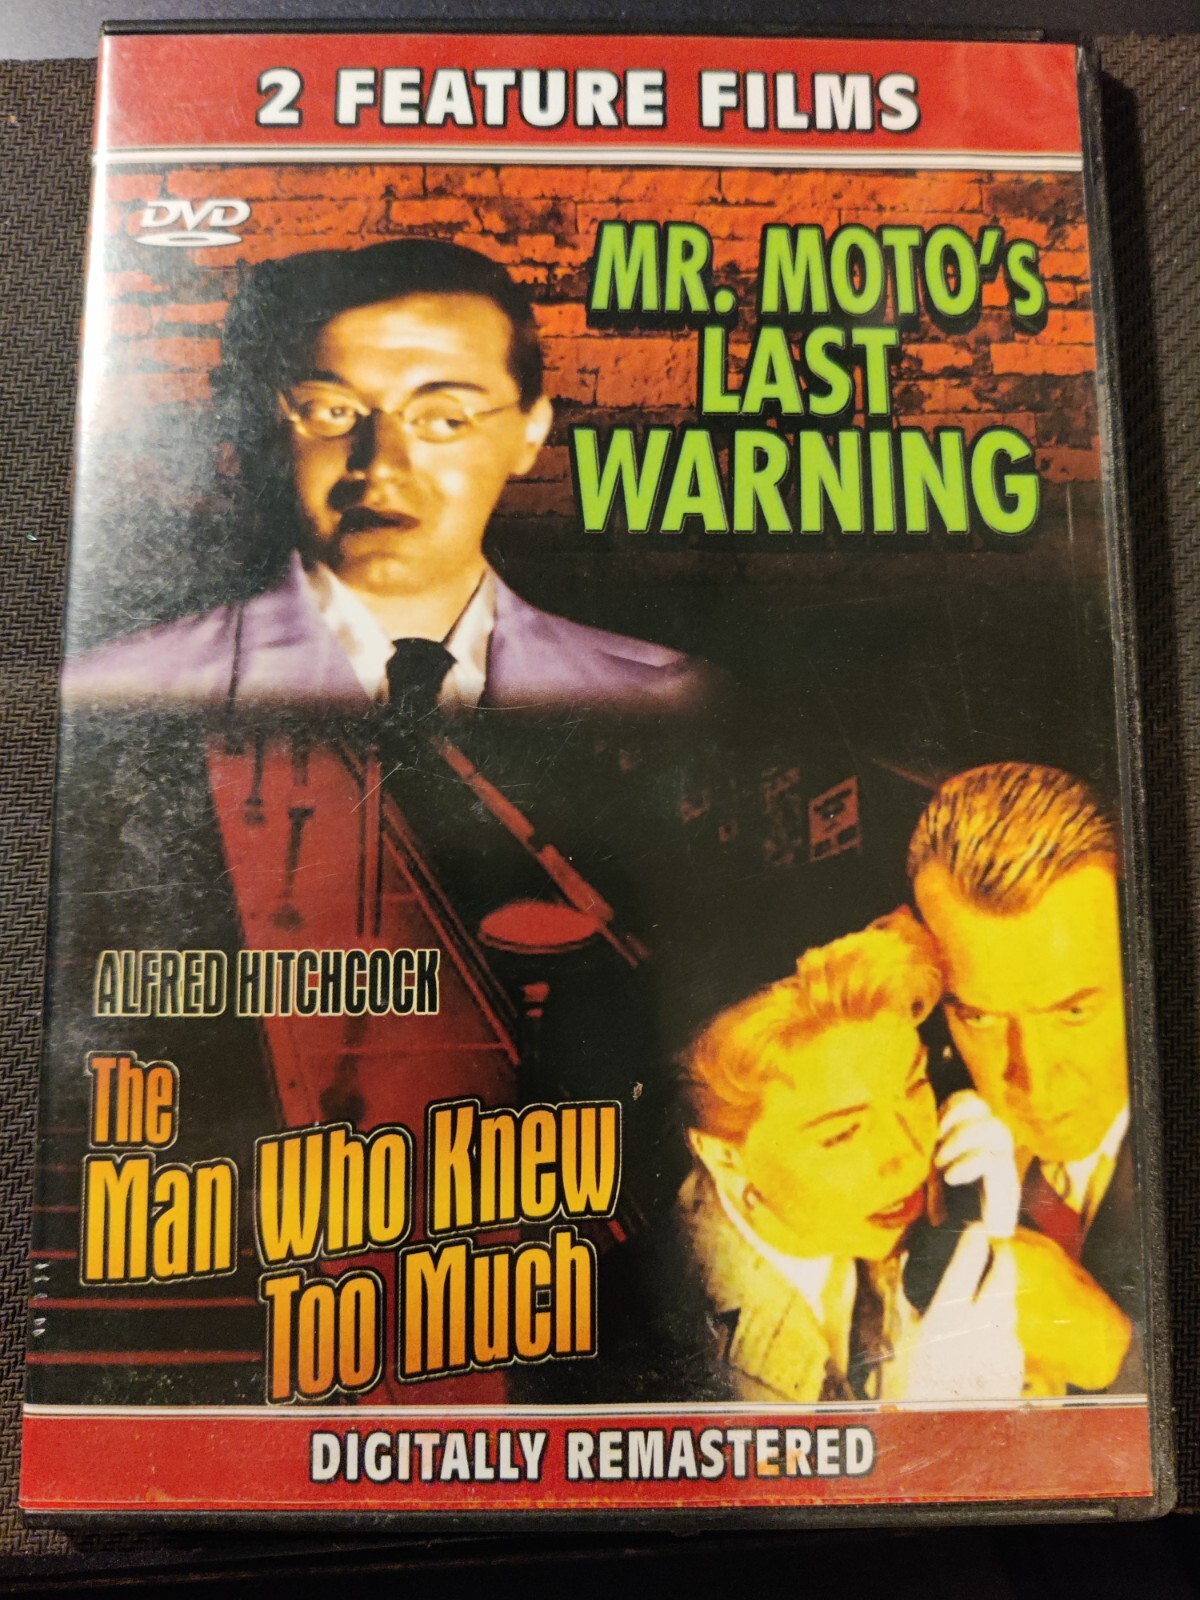 2 FEATURE FILMS
DVD
MR. MOTO's
LAST
WARNING
ALFRED HITCHCOCK
The
Man Who Knew
Too Much
DIGITALLY REMASTERED